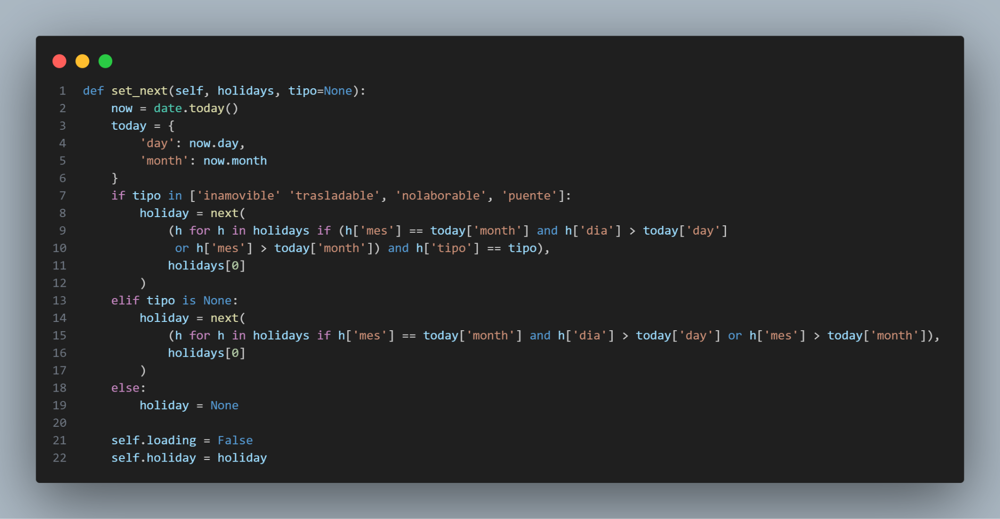 1 def set_next(self, holidays, tipo=None):
2     now = date.today()
3     today = {
4         'day': now.day,
5         'month': now.month
6     }
7     if tipo in ['inamovible' 'trasladable', 'nolaborable', 'puente']:
8         holiday = next(
9             (h for h in holidays if (h['mes'] == today['month'] and h['dia'] > today['day']
10              or h['mes'] > today['month']) and h['tipo'] == tipo),
11             holidays[0]
12         )
13     elif tipo is None:
14         holiday = next(
15             (h for h in holidays if h['mes'] == today['month'] and h['dia'] > today['day'] or h['mes'] > today['month']),
16             holidays[0]
17         )
18     else:
19         holiday = None
20
21     self.loading = False
22     self.holiday = holiday